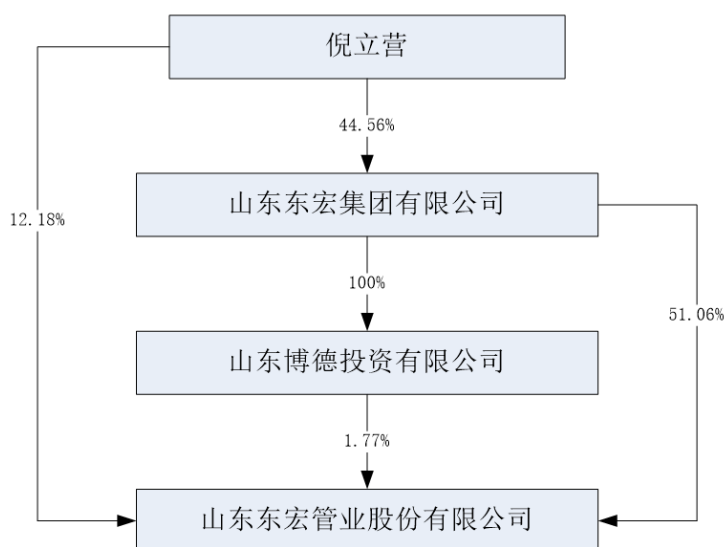 倪立营
44.56%
山东东宏集团有限公司
12.18%
100%
51.06%
山东博德投资有限公司
1.77%
山东东宏管业股份有限公司